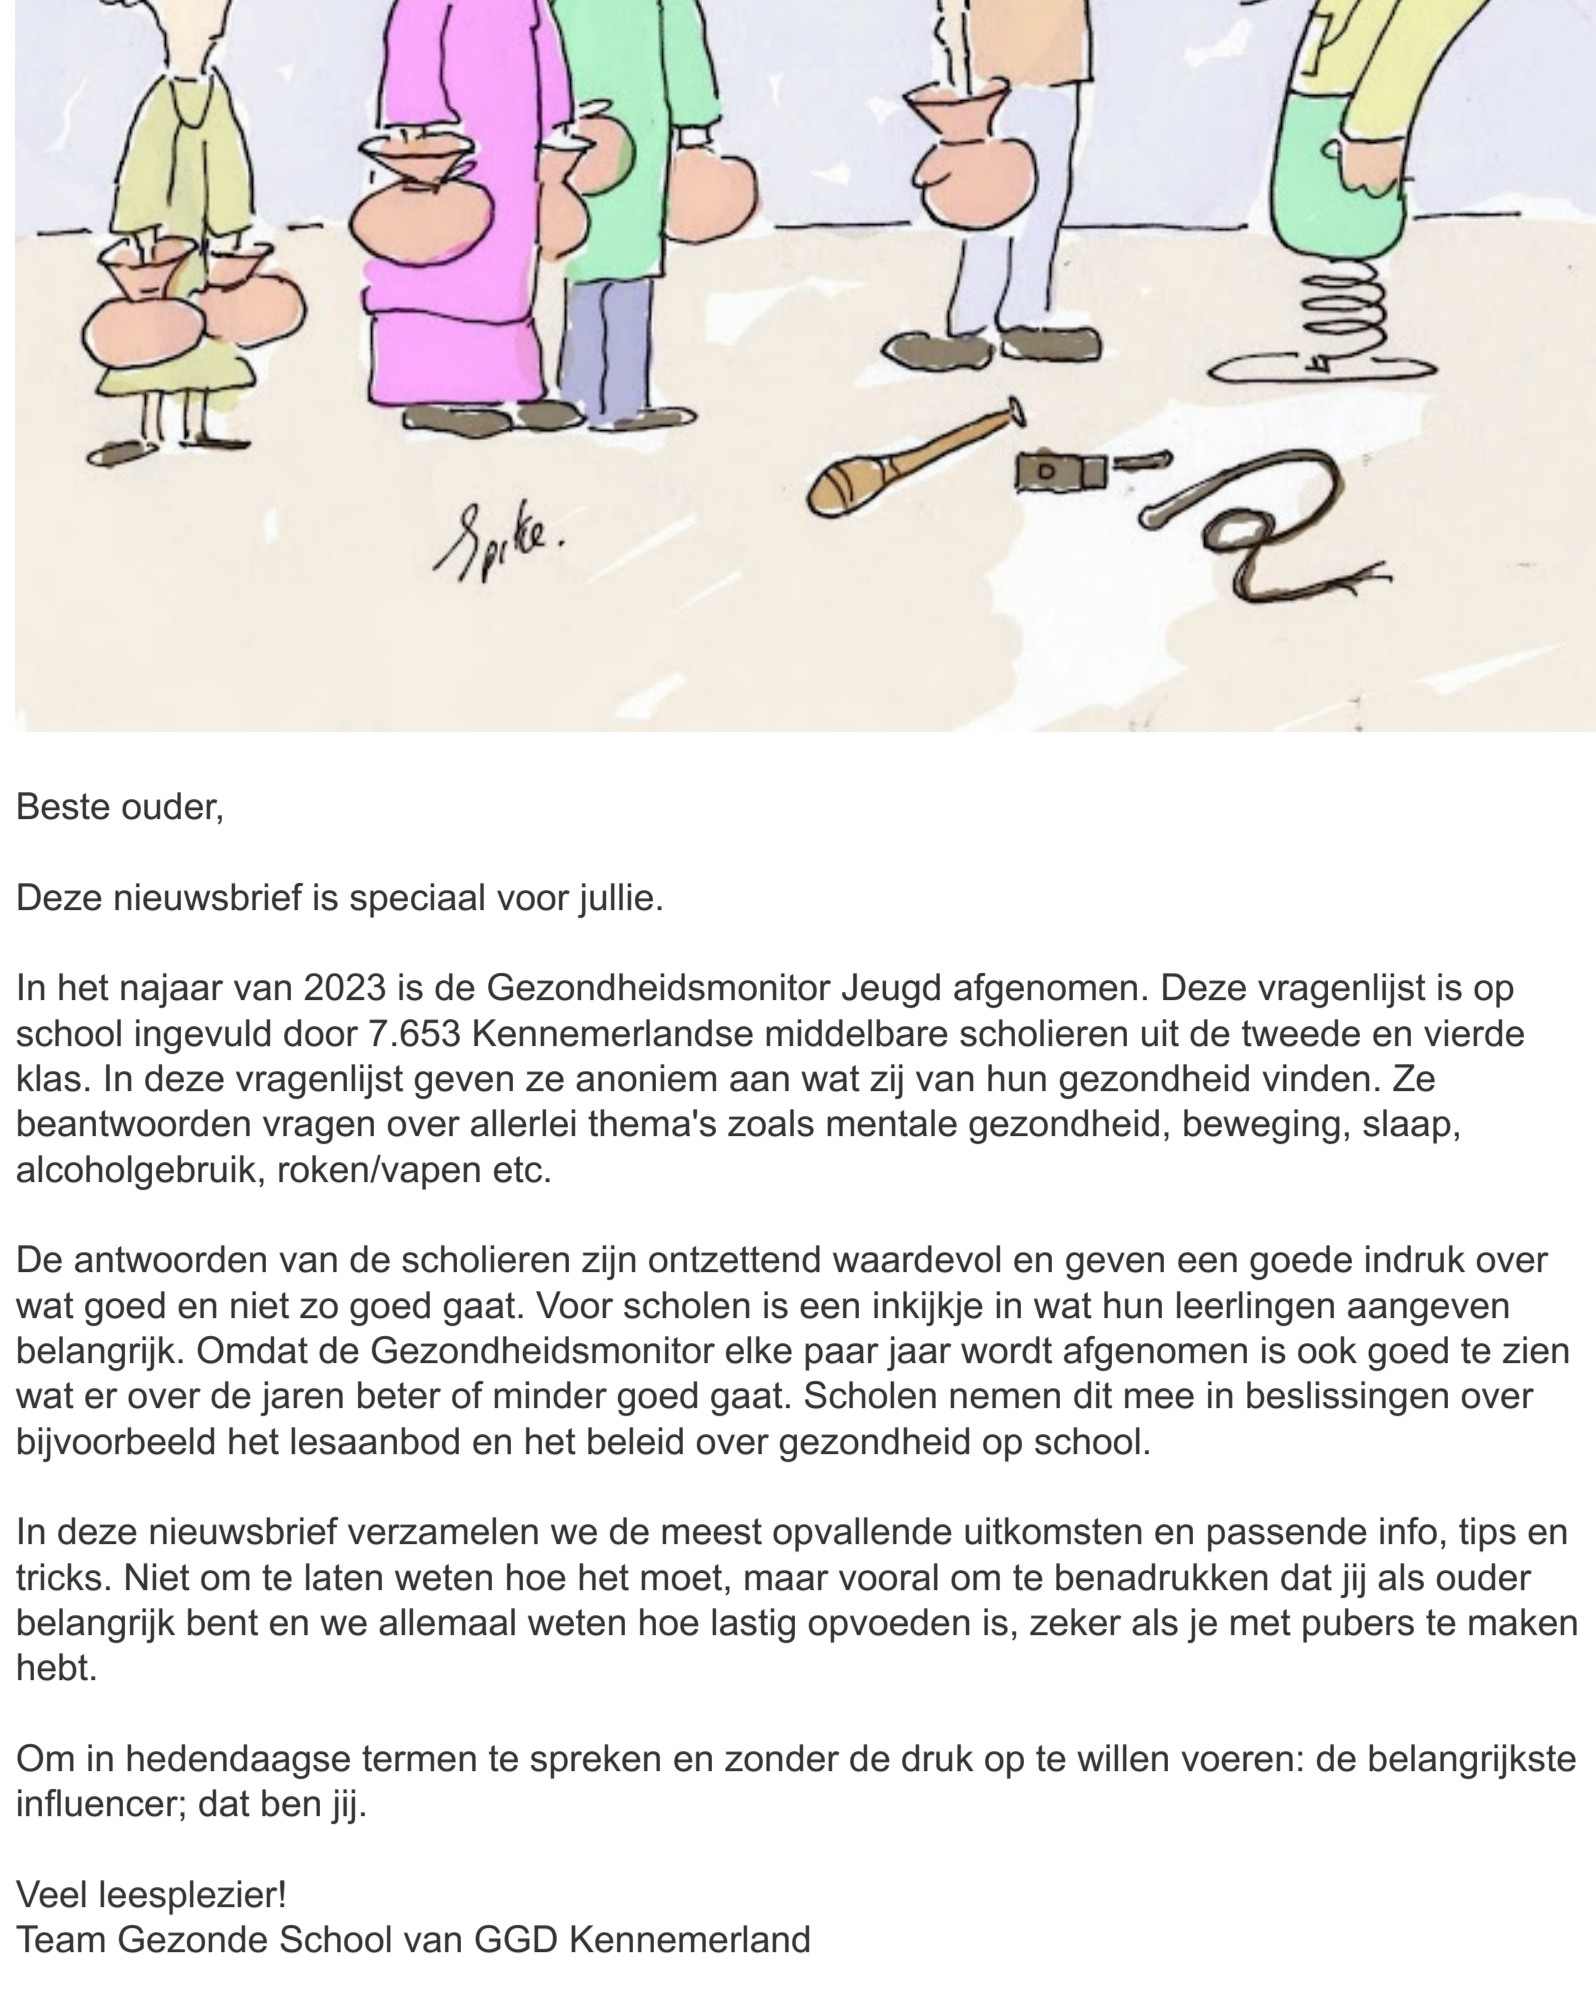 Spike.
Beste ouder,
Deze nieuwsbrief is speciaal voor jullie.
In het najaar van 2023 is de Gezondheidsmonitor Jeugd afgenomen. Deze vragenlijst is op
school ingevuld door 7.653 Kennemerlandse middelbare scholieren uit de tweede en vierde
klas. In deze vragenlijst geven ze anoniem aan wat zij van hun gezondheid vinden. Ze
beantwoorden vragen over allerlei thema's zoals mentale gezondheid, beweging, slaap,
alcoholgebruik, roken/vapen etc.
De antwoorden van de scholieren zijn ontzettend waardevol en geven een goede indruk over
wat goed en niet zo goed gaat. Voor scholen is een inkijkje in wat hun leerlingen aangeven
belangrijk. Omdat de Gezondheidsmonitor elke paar jaar wordt afgenomen is ook goed te zien
wat er over de jaren beter of minder goed gaat. Scholen nemen dit mee in beslissingen over
bijvoorbeeld het lesaanbod en het beleid over gezondheid op school.
In deze nieuwsbrief verzamelen we de meest opvallende uitkomsten en passende info, tips en
tricks. Niet om te laten weten hoe het moet, maar vooral om te benadrukken dat jij als ouder
belangrijk bent en we allemaal weten hoe lastig opvoeden is, zeker als je met pubers te maken
hebt.
Om in hedendaagse termen te spreken en zonder de druk op te willen voeren: de belangrijkste
influencer; dat ben jij.
Veel leesplezier!
Team Gezonde School van GGD Kennemerland